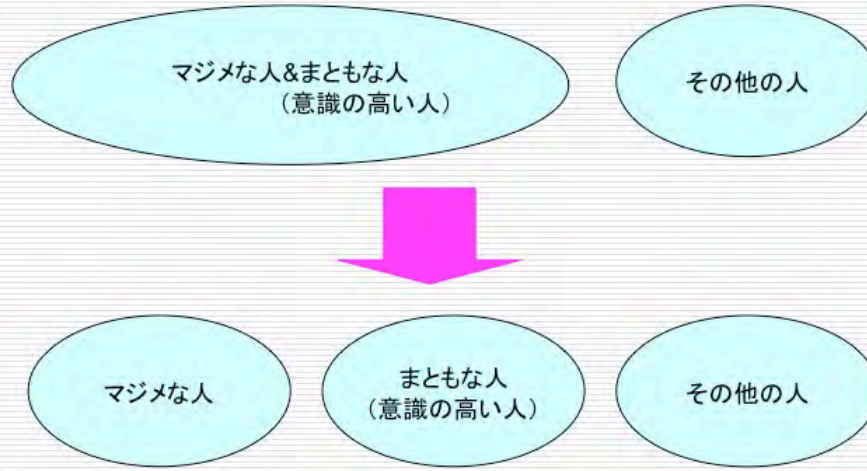 マジメな人&まともな人
（意識の高い人）
その他の人
マジメな人
まともな人
（意識の高い人）
その他の人